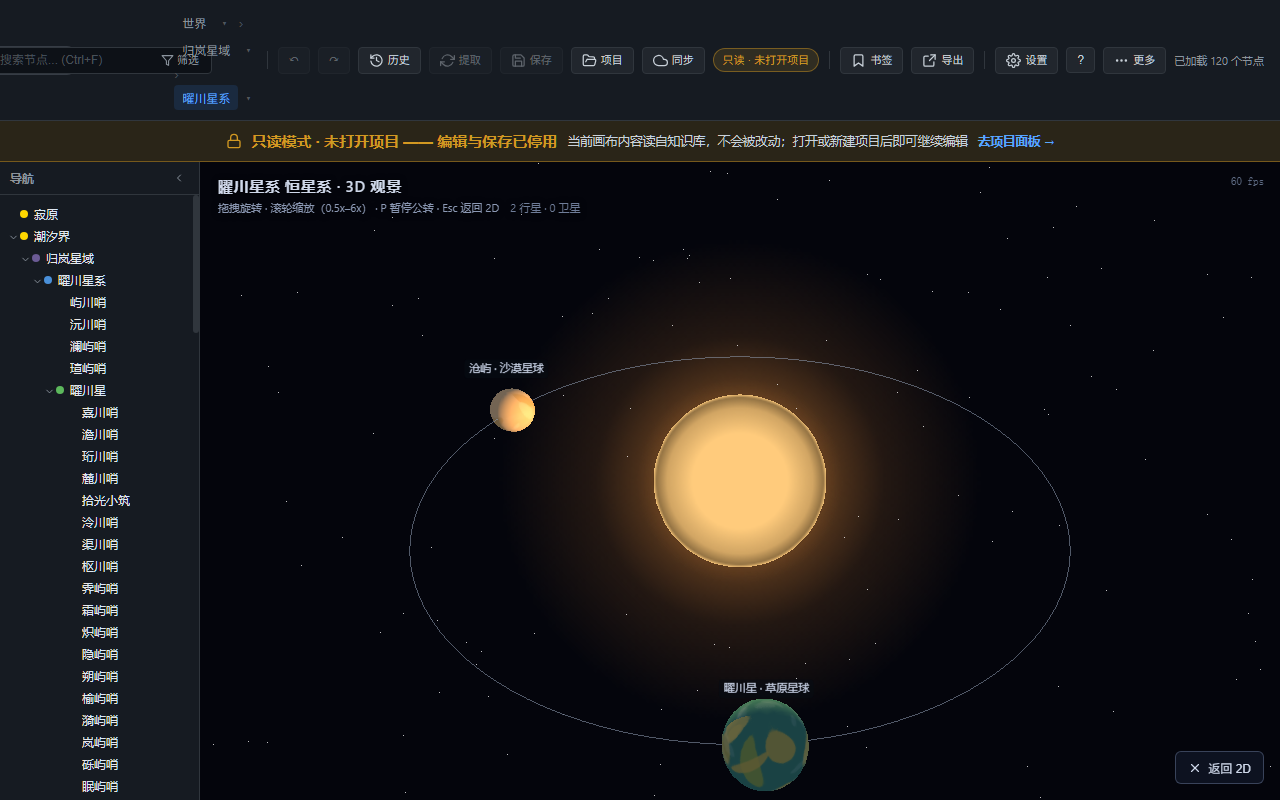 世界 ▾ ›
归岚星域 ▾
›
曜川星系 ▾
搜索节点... (Ctrl+F) 筛选
历史 提取 保存 项目 同步 只读 · 未打开项目 书签 导出 设置 ? 更多 已加载 120 个节点
只读模式 · 未打开项目 —— 编辑与保存已停用 当前画布内容读自知识库，不会被改动；打开或新建项目后即可继续编辑 去项目面板 →
导航
寂原
潮汐界
归岚星域
曜川星系
屿川哨
沅川哨
澜屿哨
瑄屿哨
曜川星
熹川哨
澹川哨
珩川哨
麓川哨
拾光小筑
泠川哨
渠川哨
枢川哨
霁屿哨
霜屿哨
炽屿哨
隐屿哨
朔屿哨
榆屿哨
漪屿哨
岚屿哨
砾屿哨
眠屿哨
曜川星系 恒星系 · 3D 观景
拖拽旋转 · 滚轮缩放（0.5x–6x） · P 暂停公转 · Esc 返回 2D 2 行星 · 0 卫星
60 fps
沧屿 · 沙漠星球
曜川星 · 草原星球
返回 2D